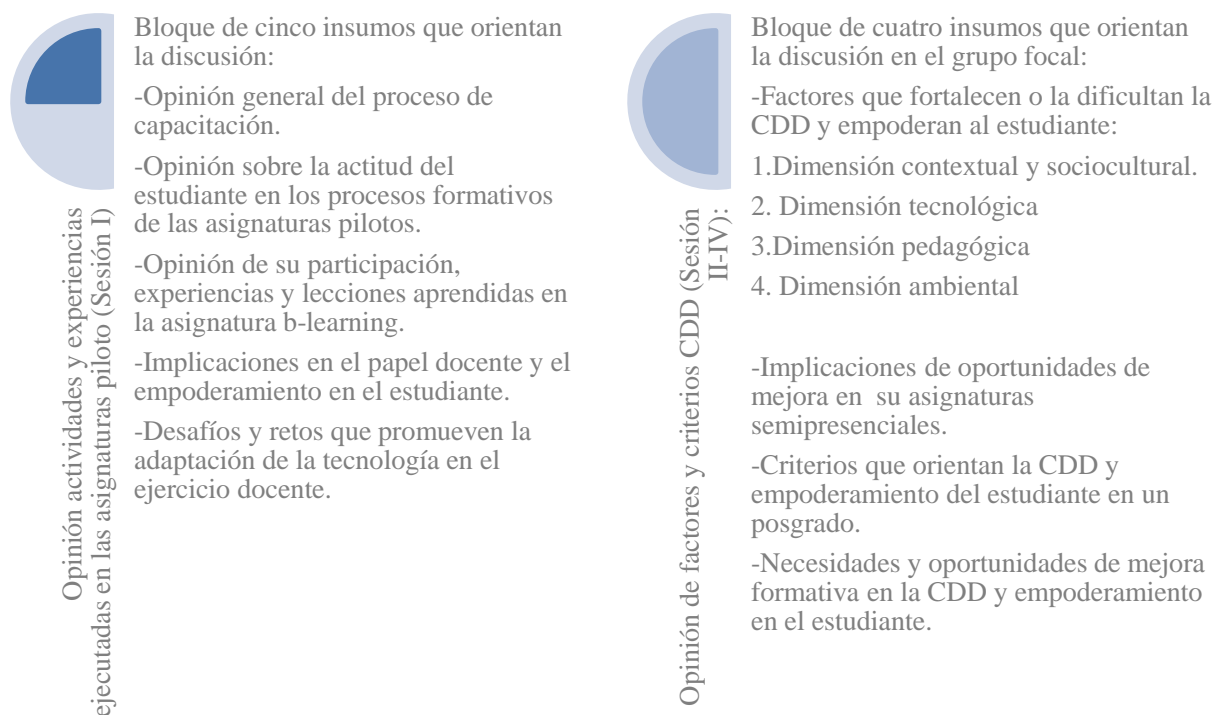 Opinión actividades y experiencias
ejecutadas en las asignaturas piloto (Sesión I)
Bloque de cinco insumos que orientan
la discusión:
-Opinión general del proceso de
capacitación.
-Opinión sobre la actitud del
estudiante en los procesos formativos
de las asignaturas pilotos.
-Opinión de su participación,
experiencias y lecciones aprendidas en
la asignatura b-learning.
-Implicaciones en el papel docente y el
empoderamiento en el estudiante.
-Desafíos y retos que promueven la
adaptación de la tecnología en el
ejercicio docente.
Opinión de factores y criterios CDD (Sesión
II-IV):
Bloque de cuatro insumos que orientan
la discusión en el grupo focal:
-Factores que fortalecen o la dificultan la
CDD y empoderan al estudiante:
1.Dimensión contextual y sociocultural.
2. Dimensión tecnológica
3.Dimensión pedagógica
4. Dimensión ambiental
-Implicaciones de oportunidades de
mejora en su asignaturas
semipresenciales.
-Criterios que orientan la CDD y
empoderamiento del estudiante en un
posgrado.
-Necesidades y oportunidades de mejora
formativa en la CDD y empoderamiento
en el estudiante.